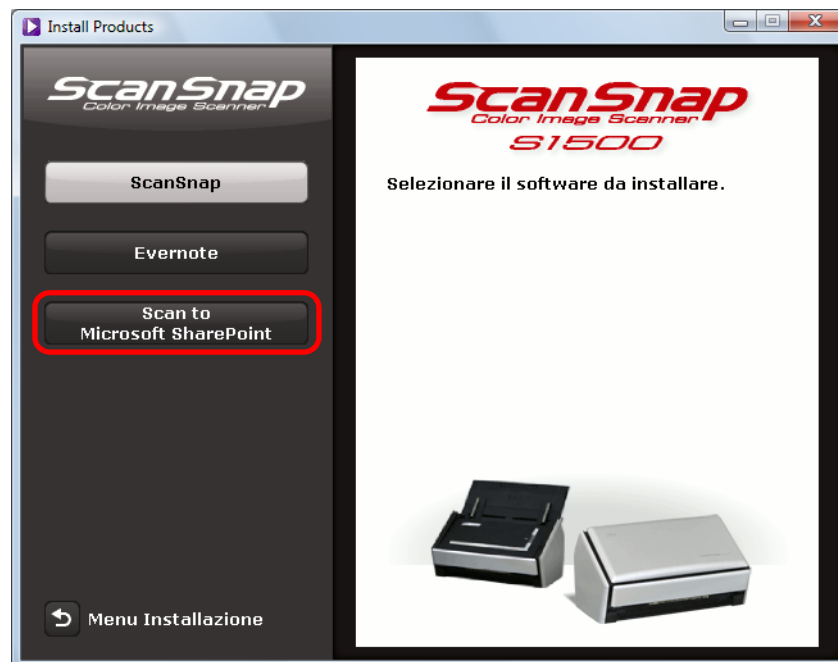 Install Products
ScanSnap
Color Image Scanner
ScanSnap
Evernote
Scan to
Microsoft SharePoint
Menu Installazione
ScanSnap
Color Image Scanner
S1500
Selezionare il software da installare.